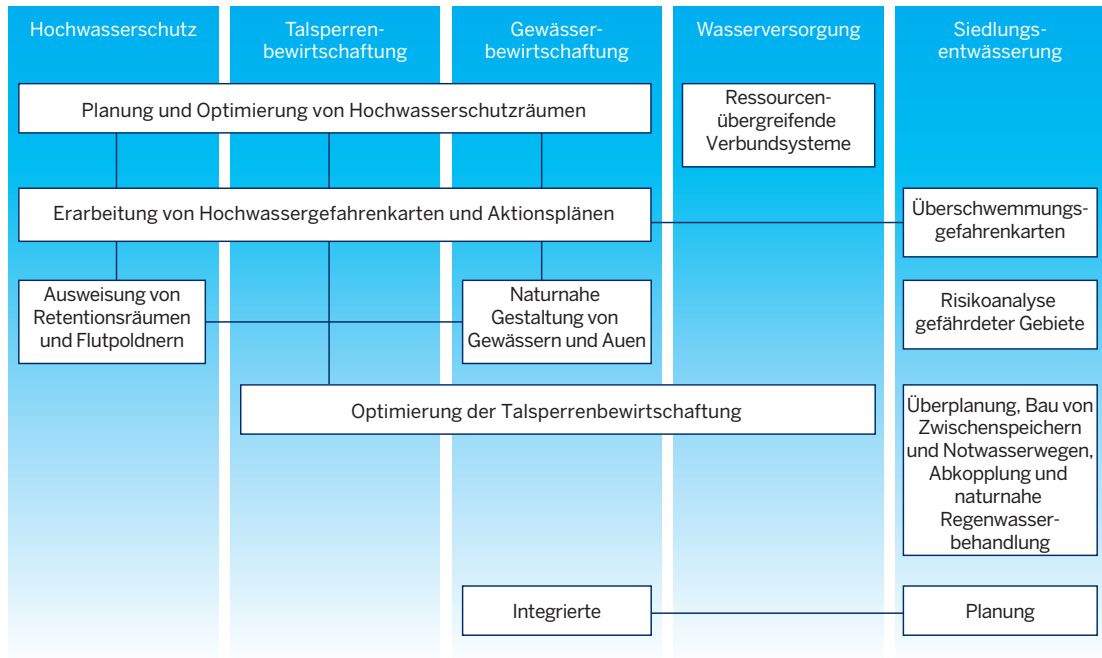 Hochwasserschutz
Talsperren-
bewirtschaftung
Gewässer-
bewirtschaftung
Wasserversorgung
Siedlungs-
entwässerung
Planung und Optimierung von Hochwasserschutzräumen
Ressourcen-
übergreifende
Verbundsysteme
Erarbeitung von Hochwassergefahrenkarten und Aktionsplänen
Überschwemmungs-
gefahrenkarten
Ausweisung von
Retentionsräumen
und Flutpoldnern
Naturnahe
Gestaltung von
Gewässern und Auen
Risikoanalyse
gefährdeter Gebiete
Optimierung der Talsperrenbewirtschaftung
Überplanung, Bau von
Zwischenspeichern
und Notwasserwegen,
Abkopplung und
naturnahe
Regenwasser-
behandlung
Integrierte
Planung